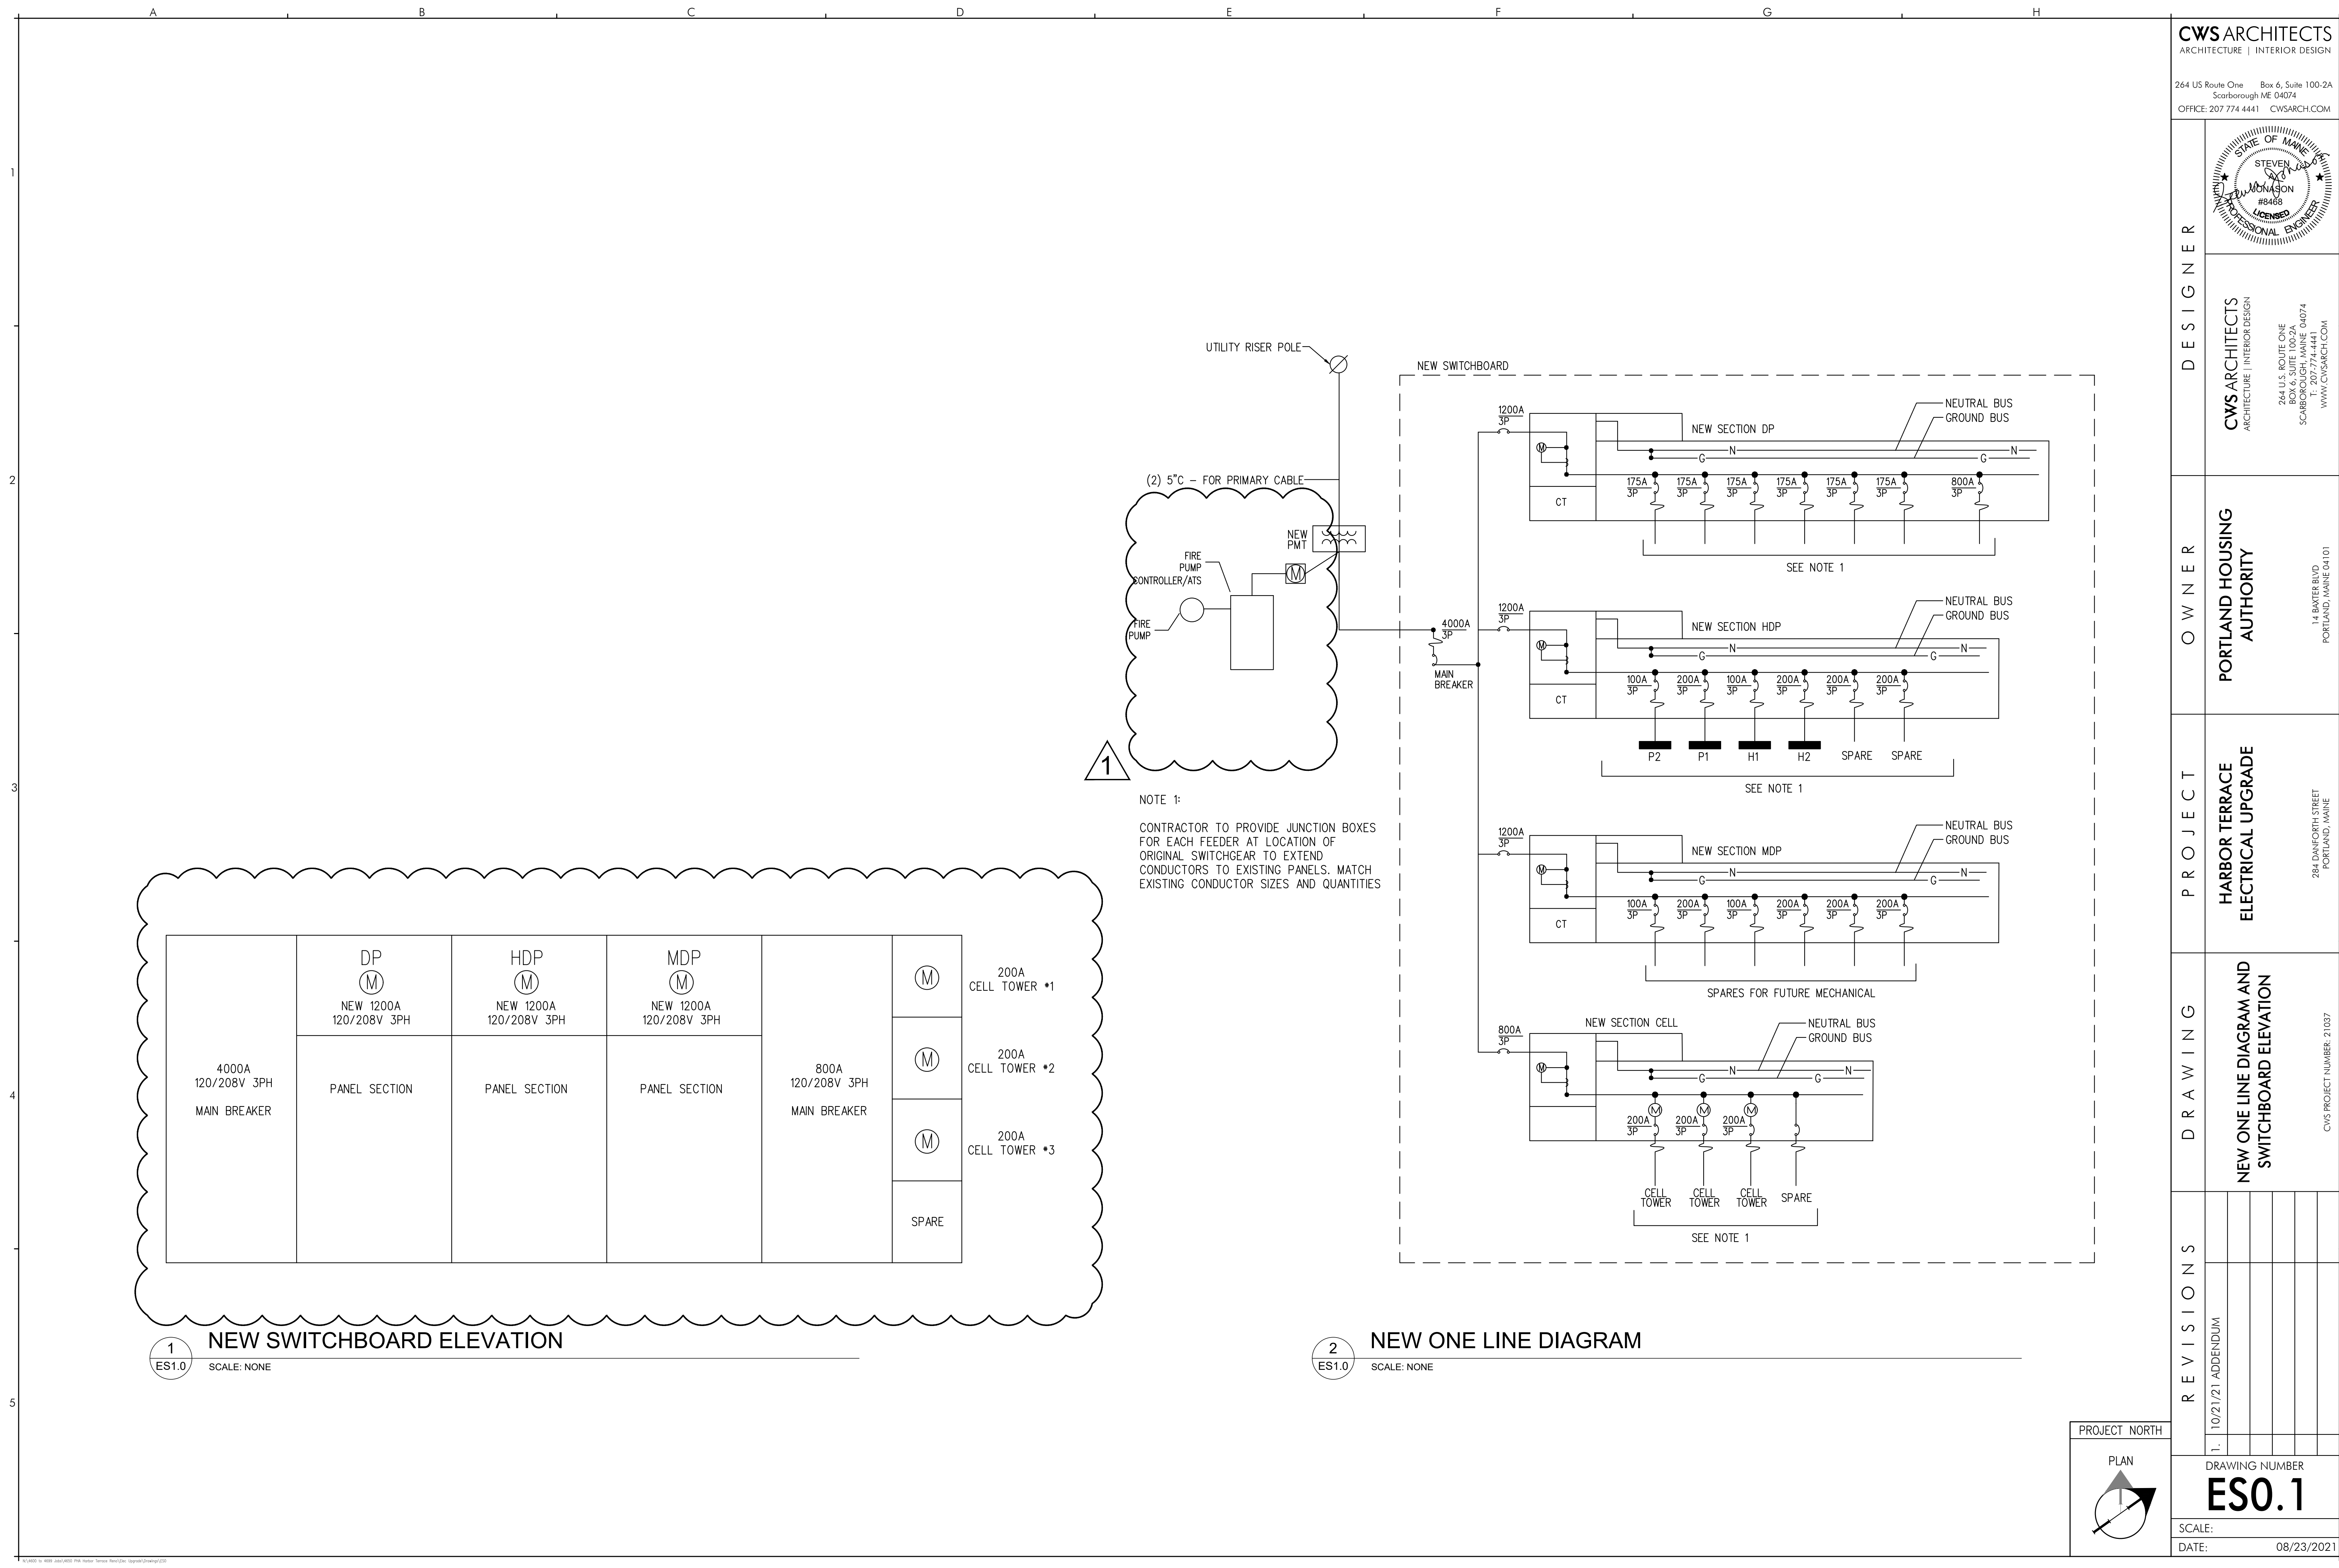 A B C D E F G H
1
2
3
4
5
UTILITY RISER POLE
(2) 5"C - FOR PRIMARY CABLE
NEW
PMT
FIRE
PUMP
CONTROLLER/ATS
M
FIRE
PUMP
1
NOTE 1:
CONTRACTOR TO PROVIDE JUNCTION BOXES
FOR EACH FEEDER AT LOCATION OF
ORIGINAL SWITCHGEAR TO EXTEND
CONDUCTORS TO EXISTING PANELS. MATCH
EXISTING CONDUCTOR SIZES AND QUANTITIES
4000A
120/208V 3PH
MAIN BREAKER
DP
M
NEW 1200A
120/208V 3PH
PANEL SECTION
HDP
M
NEW 1200A
120/208V 3PH
PANEL SECTION
MDP
M
NEW 1200A
120/208V 3PH
PANEL SECTION
800A
120/208V 3PH
MAIN BREAKER
M
200A
CELL TOWER #1
M
200A
CELL TOWER #2
M
200A
CELL TOWER #3
SPARE
1
ES1.0
NEW SWITCHBOARD ELEVATION
SCALE: NONE
NEW SWITCHBOARD
4000A
3P
MAIN
BREAKER
1200A
3P
M
CT
NEW SECTION DP
NEUTRAL BUS
GROUND BUS
N N
G G
175A 175A 175A 175A 175A 175A 800A
3P 3P 3P 3P 3P 3P 3P
SEE NOTE 1
1200A
3P
M
CT
NEW SECTION HDP
NEUTRAL BUS
GROUND BUS
N N
G G
100A 200A 100A 200A 200A 200A
3P 3P 3P 3P 3P 3P
P2 P1 H1 H2 SPARE SPARE
SEE NOTE 1
1200A
3P
M
CT
NEW SECTION MDP
NEUTRAL BUS
GROUND BUS
N N
G G
100A 200A 100A 200A 200A 200A
3P 3P 3P 3P 3P 3P
SPARES FOR FUTURE MECHANICAL
800A
3P
M
NEW SECTION CELL
NEUTRAL BUS
GROUND BUS
N N
G G
M M M
200A 200A 200A
3P 3P 3P
CELL CELL CELL
TOWER TOWER TOWER SPARE
SEE NOTE 1
2
ES1.0
NEW ONE LINE DIAGRAM
SCALE: NONE
PROJECT NORTH
PLAN
CWS ARCHITECTS
ARCHITECTURE | INTERIOR DESIGN
264 US Route One Box 6, Suite 100-2A
Scarborough ME 04074
OFFICE: 207 774 4441 CWSARCH.COM
DESIGNER
STATE OF MAINE
STEVEN
A.
JONASON
#8468
LICENSED
PROFESSIONAL ENGINEER
CWS ARCHITECTS
ARCHITECTURE | INTERIOR DESIGN
264 U.S. ROUTE ONE
BOX 6, SUITE 100-2A
SCARBOROUGH, MAINE 04074
T: 207-774-4441
WWW.CWSARCH.COM
OWNER
PORTLAND HOUSING
AUTHORITY
14 BAXTER BLVD
PORTLAND, MAINE 04101
PROJECT
HARBOR TERRACE
ELECTRICAL UPGRADE
284 DANFORTH STREET
PORTLAND, MAINE
DRAWING
NEW ONE LINE DIAGRAM AND
SWITCHBOARD ELEVATION
CWS PROJECT NUMBER: 21037
REVISIONS
1. 10/21/21 ADDENDUM
DRAWING NUMBER
ES0.1
SCALE:
DATE: 08/23/2021